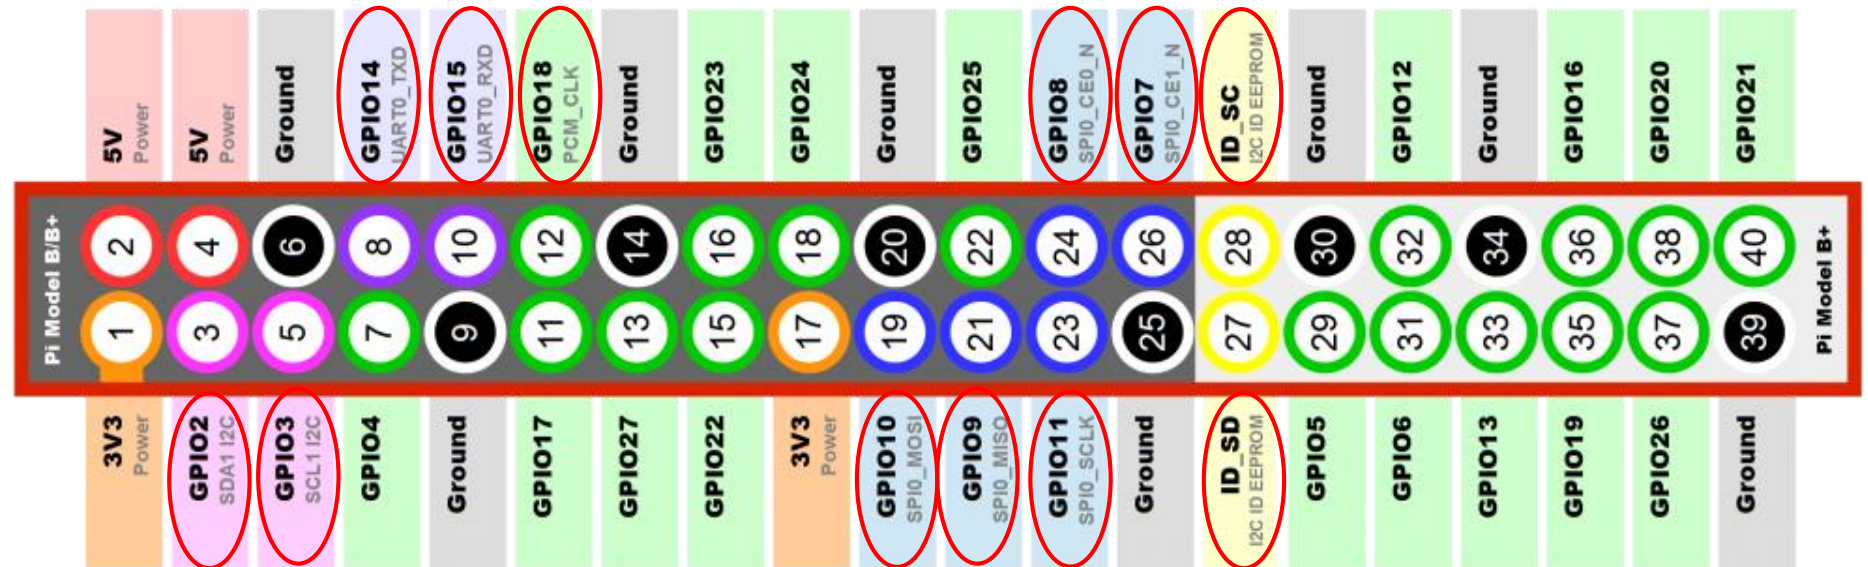 5V
Power
5V
Power
Ground
GPIO14
UART0_TXD
GPIO15
UART0_RXD
GPIO18
PCM_CLK
Ground
GPIO23
GPIO24
Ground
GPIO25
GPIO8
SPI0_CE0_N
GPIO7
SPI0_CE1_N
ID_SC
I2C ID EEPROM
Ground
GPIO12
Ground
GPIO16
GPIO20
GPIO21
Pi Model B/B+
2 4 6 8 10 12 14 16 18 20 22 24 26 28 30 32 34 36 38 40
1 3 5 7 9 11 13 15 17 19 21 23 25 27 29 31 33 35 37 39
Pi Model B+
3V3
Power
GPIO2
SDA1 I2C
GPIO3
SCL1 I2C
GPIO4
Ground
GPIO17
GPIO27
GPIO22
3V3
Power
GPIO10
SPI0_MOSI
GPIO9
SPI0_MISO
GPIO11
SPI0_SCLK
Ground
ID_SD
I2C ID EEPROM
GPIO5
GPIO6
GPIO13
GPIO19
GPIO26
Ground